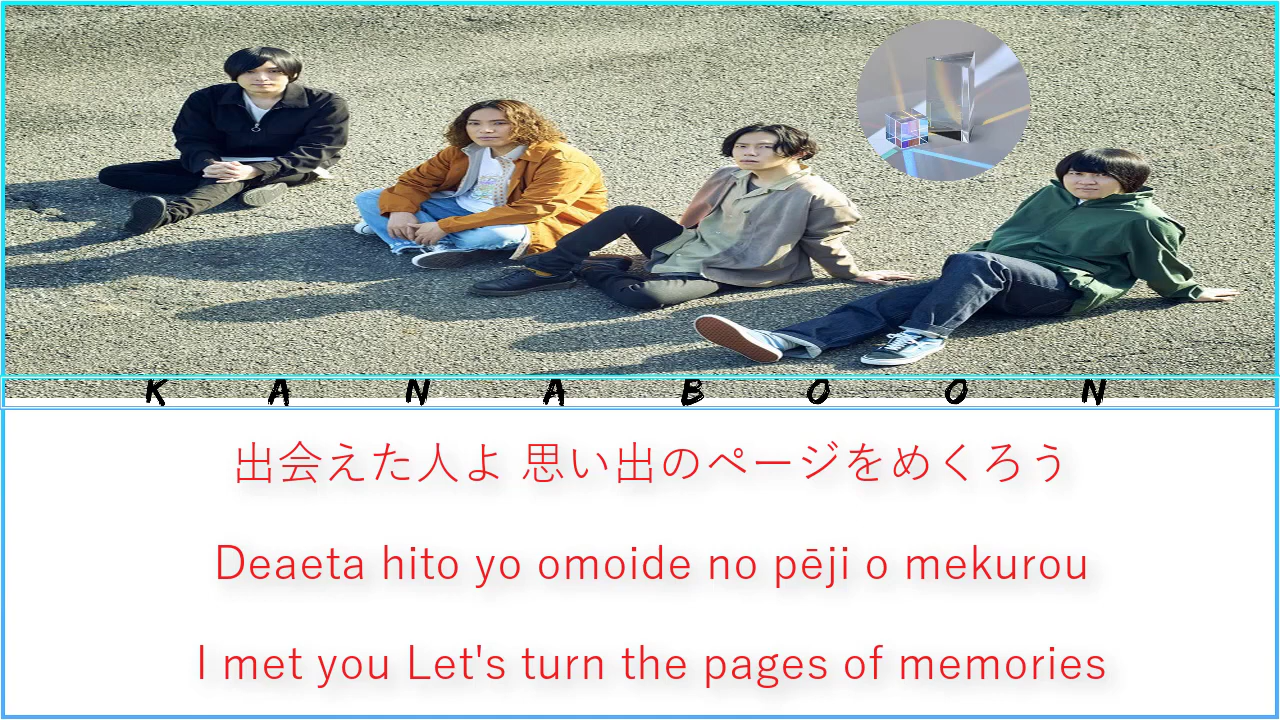 K A N A B O O N
出会えた人よ 思い出のページをめくろう
Deaeta hito yo omoide no pēji o mekurou
I met you Let's turn the pages of memories